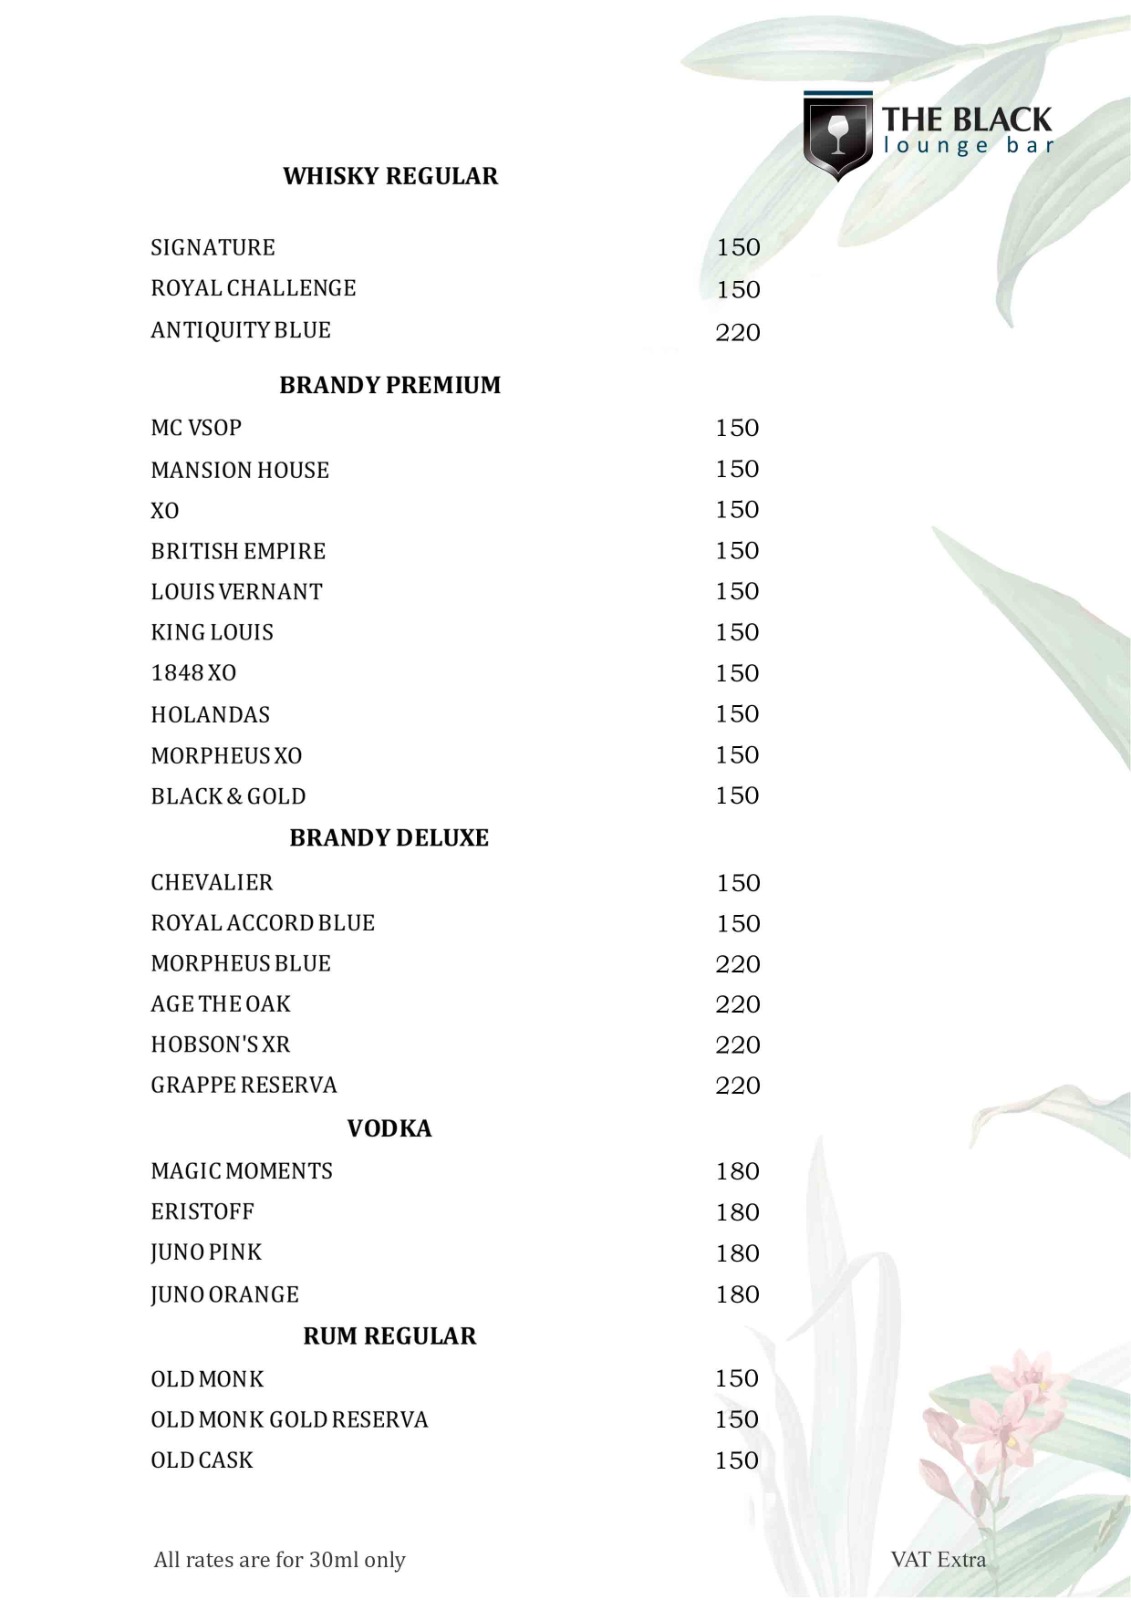 THE BLACK
lounge bar
WHISKY REGULAR
SIGNATURE 150
ROYAL CHALLENGE 150
ANTIQUITY BLUE 220
BRANDY PREMIUM
MC VSOP 150
MANSION HOUSE 150
XO 150
BRITISH EMPIRE 150
LOUIS VERNANT 150
KING LOUIS 150
1848 XO 150
HOLANDAS 150
MORPHEUS XO 150
BLACK & GOLD 150
BRANDY DELUXE
CHEVALIER 150
ROYAL ACCORD BLUE 150
MORPHEUS BLUE 220
AGE THE OAK 220
HOBSON'S XR 220
GRAPPE RESERVA 220
VODKA
MAGIC MOMENTS 180
ERISTOFF 180
JUNO PINK 180
JUNO ORANGE 180
RUM REGULAR
OLD MONK 150
OLD MONK GOLD RESERVA 150
OLD CASK 150
All rates are for 30ml only VAT Extra